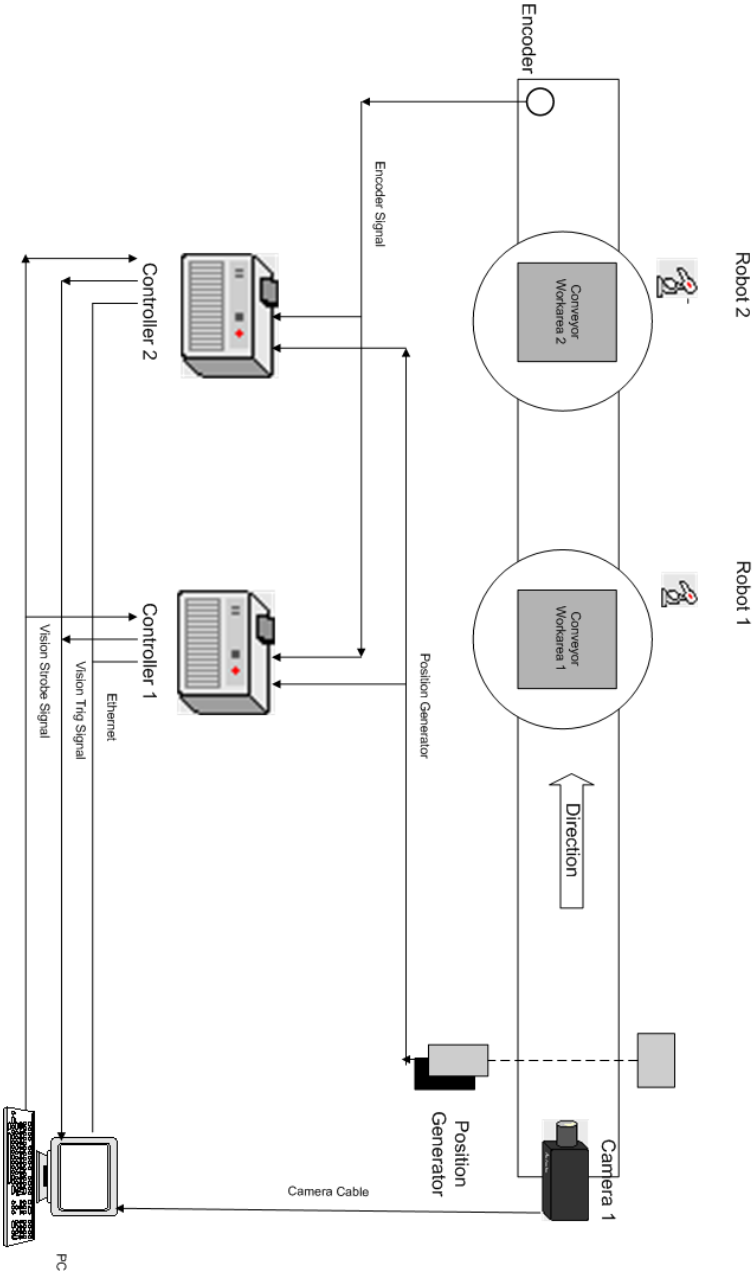 Robot 2
Robot 1
Encoder
Conveyor
Workarea 2
Conveyor
Workarea 1
Direction
Camera 1
Encoder Signal
Position Generator
Position
Generator
Controller 2
Controller 1
Camera Cable
Ethernet
Vision Trig Signal
Vision Strobe Signal
PC